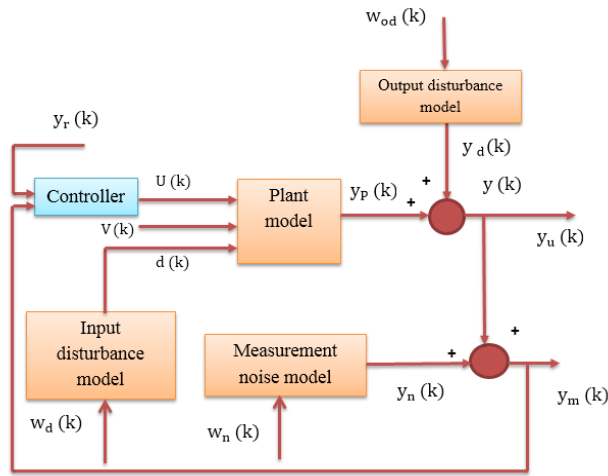 w_od (k)
Output disturbance
model
y_r (k)
y_d (k)
+
U (k)
y_P (k)
+
y (k)
Controller
Plant
model
V(k)
y_u (k)
d (k)
Input
disturbance
model
Measurement
noise model
+
+
y_n (k)
y_m (k)
w_d (k)
w_n (k)